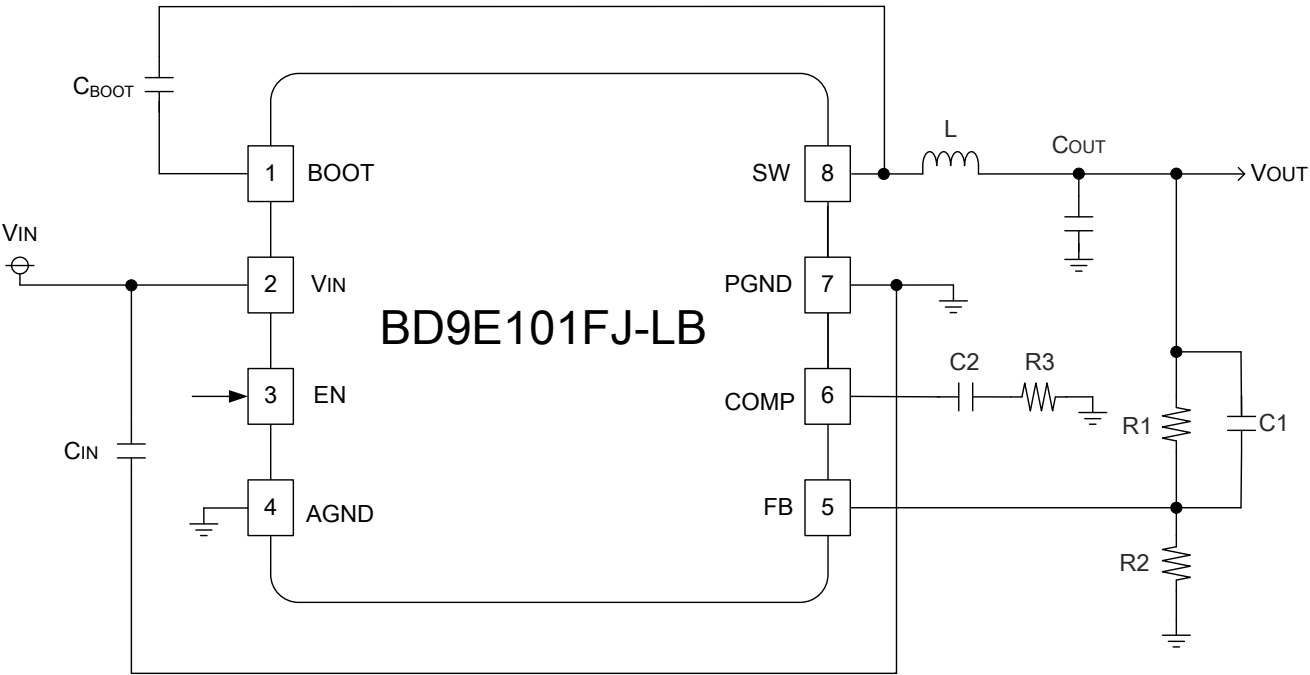 CBOOT
1
BOOT
SW
8
L
COUT
VOUT
VIN
2
VIN
PGND
7
BD9E101FJ-LB
3
EN
COMP
6
C2
R3
CIN
R1
C1
4
AGND
FB
5
R2